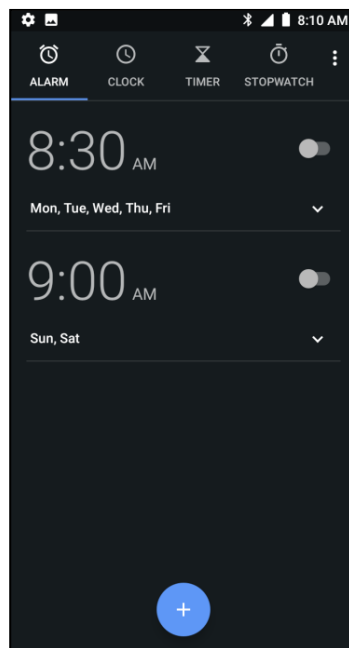 8:10 AM
ALARM CLOCK TIMER STOPWATCH
8:30 AM
Mon, Tue, Wed, Thu, Fri
9:00 AM
Sun, Sat